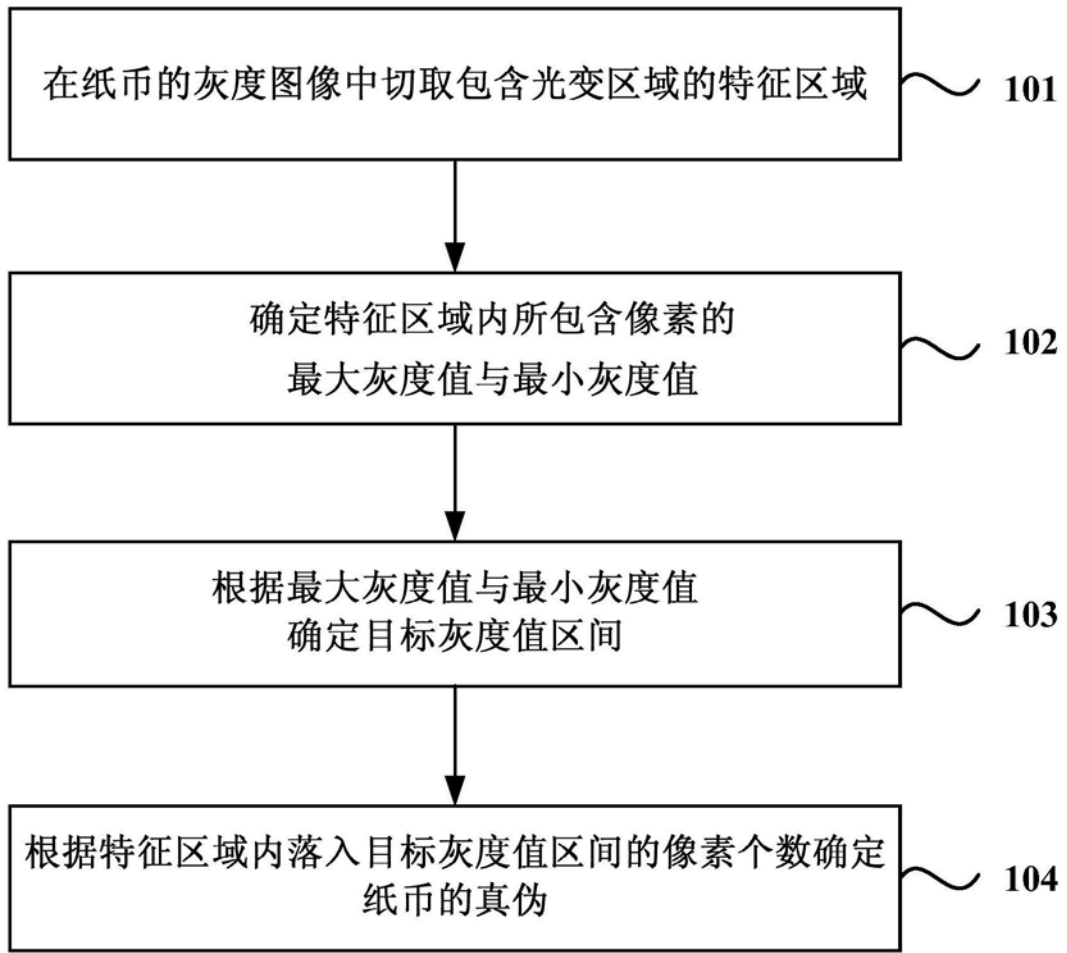 在纸币的灰度图像中切取包含光变区域的特征区域
101
确定特征区域内所包含像素的
最大灰度值与最小灰度值
102
根据最大灰度值与最小灰度值
确定目标灰度值区间
103
根据特征区域内落入目标灰度值区间的像素个数确定
纸币的真伪
104